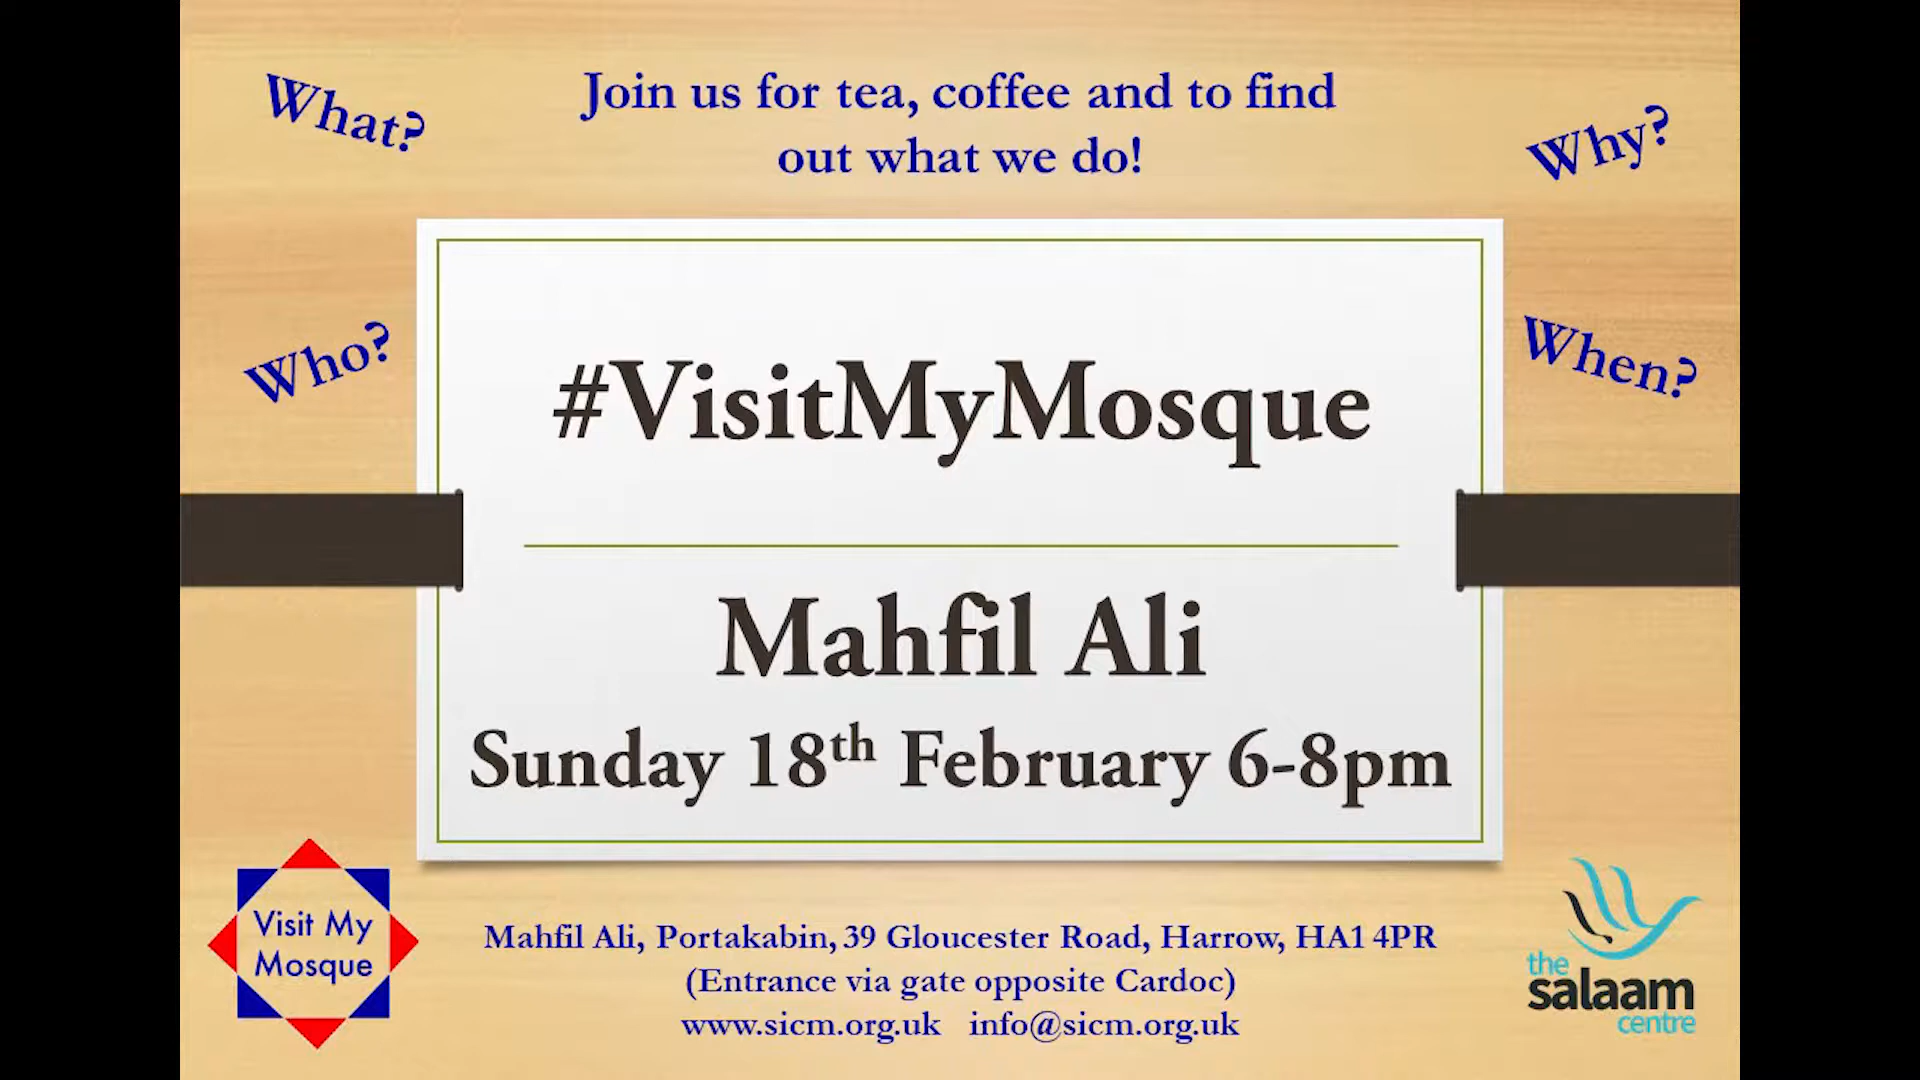 What?
Join us for tea, coffee and to find
out what we do!
Why?
Who?
When?
#VisitMyMosque
Mahfil Ali
Sunday 18th February 6-8pm
Visit My
Mosque
Mahfil Ali, Portakabin, 39 Gloucester Road, Harrow, HA1 4PR
(Entrance via gate opposite Cardoc)
www.sicm.org.uk info@sicm.org.uk
the
salaam
centre